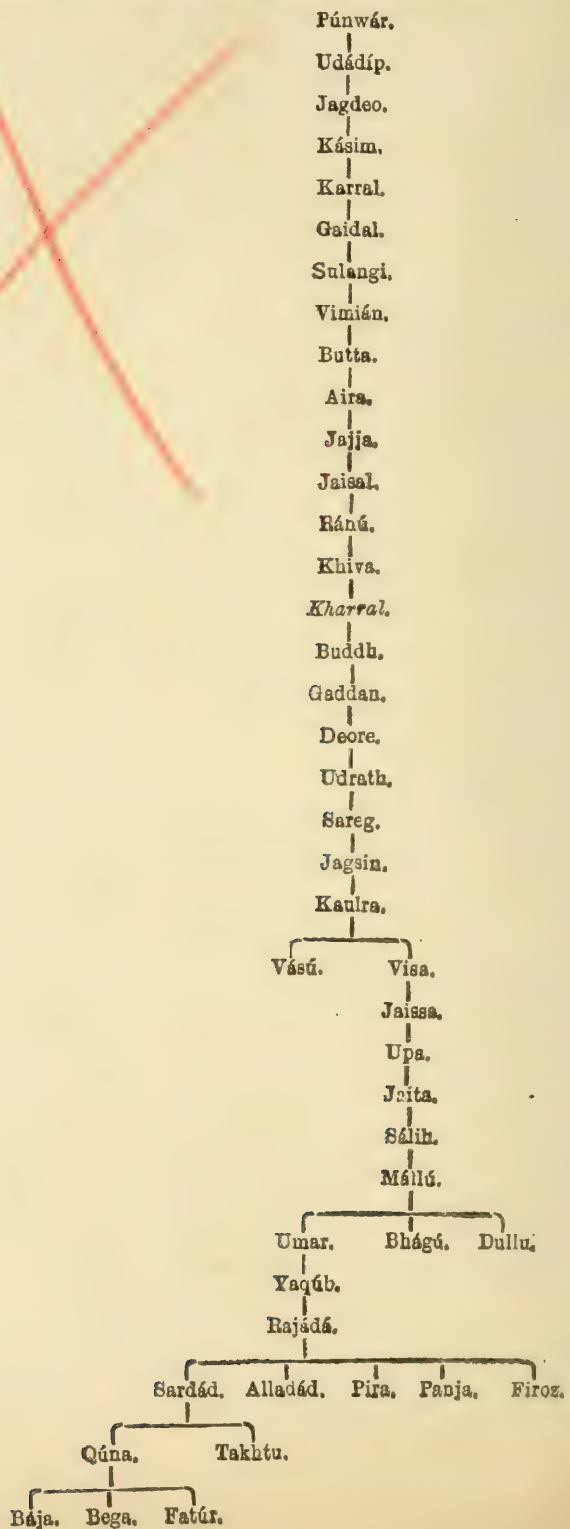 Púnwár.
Udádíp.
Jagdeo.
Kásim.
Karral.
Gaidal.
Sulangi.
Vimián.
Butta.
Aira.
Jajja.
Jaisal.
Ránú.
Khiva.
Kharral.
Buddh.
Gaddan.
Deore.
Udrath.
Sareg.
Jagsin.
Kaulra.
Vású. Visa.
Jaissa.
Upa.
Jaita.
Sálih.
Mállú.
Umar. Bhágú. Dullu.
Yaqúb.
Rajádá.
Sardád. Alladád. Pira. Panja. Firoz.
Qúna. Takhtu.
Bája. Bega. Fatúr.